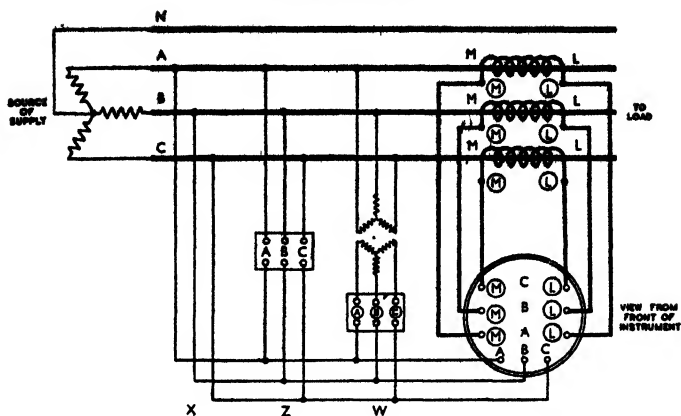 N
A
M L
M L
SOURCE OF SUPPLY
B
M L
TO LOAD
M L
C
M L
M L
A B C
A B C
M C L
M B L
M A L
A B C
VIEW FROM FRONT OF INSTRUMENT
X Z W